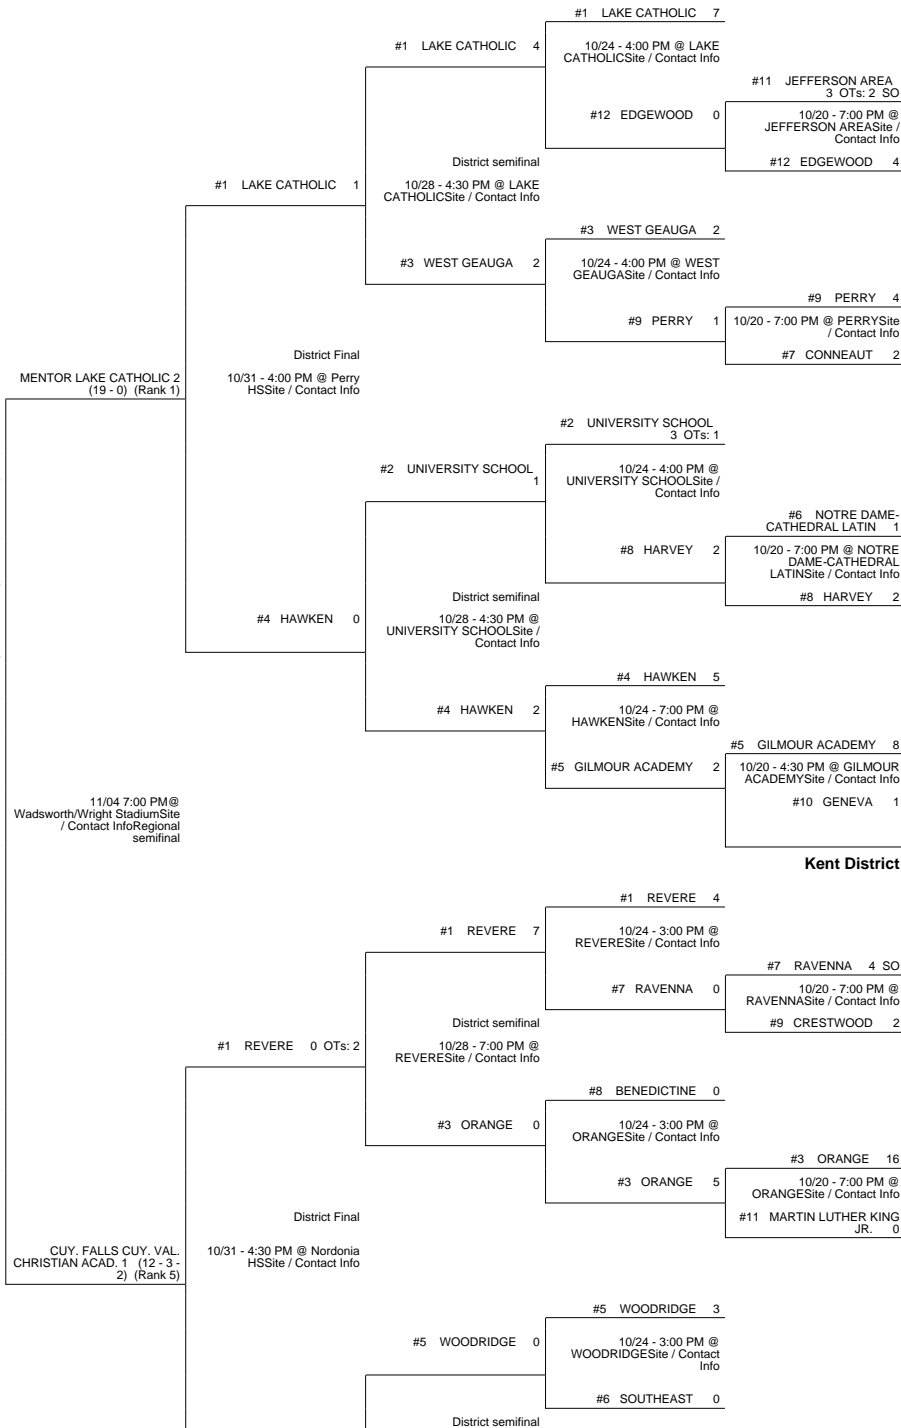 #1 LAKE CATHOLIC 7
#1 LAKE CATHOLIC 4
10/24 - 4:00 PM @ LAKE
CATHOLICSite / Contact Info
#11 JEFFERSON AREA
3 OTs: 2 SO
#12 EDGEWOOD 0
10/20 - 7:00 PM @
JEFFERSON AREASite /
Contact Info
District semifinal
#12 EDGEWOOD 4
#1 LAKE CATHOLIC 1
10/28 - 4:30 PM @ LAKE
CATHOLICSite / Contact Info
#3 WEST GEAUGA 2
#3 WEST GEAUGA 2
10/24 - 4:00 PM @ WEST
GEAUGASite / Contact Info
#9 PERRY 4
#9 PERRY 1
10/20 - 7:00 PM @ PERRYSite
/ Contact Info
District Final
#7 CONNEAUT 2
MENTOR LAKE CATHOLIC 2
(19 - 0) (Rank 1)
10/31 - 4:00 PM @ Perry
HSSite / Contact Info
#2 UNIVERSITY SCHOOL
3 OTs: 1
#2 UNIVERSITY SCHOOL
1
10/24 - 4:00 PM @
UNIVERSITY SCHOOLSite /
Contact Info
#6 NOTRE DAME-
CATHEDRAL LATIN 1
#8 HARVEY 2
10/20 - 7:00 PM @ NOTRE
DAME-CATHEDRAL
LATINSite / Contact Info
District semifinal
#8 HARVEY 2
#4 HAWKEN 0
10/28 - 4:30 PM @
UNIVERSITY SCHOOLSite /
Contact Info
#4 HAWKEN 5
#4 HAWKEN 2
10/24 - 7:00 PM @
HAWKENSite / Contact Info
#5 GILMOUR ACADEMY 8
#5 GILMOUR ACADEMY 2
10/20 - 4:30 PM @ GILMOUR
ACADEMYSite / Contact Info
#10 GENEVA 1
11/04 7:00 PM@
Wadsworth/Wright StadiumSite
/ Contact InfoRegional
semifinal
Kent District
#1 REVERE 4
#1 REVERE 7
10/24 - 3:00 PM @
REVERESite / Contact Info
#7 RAVENNA 4 SO
#7 RAVENNA 0
10/20 - 7:00 PM @
RAVENNASite / Contact Info
District semifinal
#9 CRESTWOOD 2
#1 REVERE 0 OTs: 2
10/28 - 7:00 PM @
REVERESite / Contact Info
#8 BENEDICTINE 0
#3 ORANGE 0
10/24 - 3:00 PM @
ORANGESite / Contact Info
#3 ORANGE 16
#3 ORANGE 5
10/20 - 7:00 PM @
ORANGESite / Contact Info
District Final
#11 MARTIN LUTHER KING
JR. 0
CUY. FALLS CUY. VAL.
CHRISTIAN ACAD. 1 (12 - 3 -
2) (Rank 5)
10/31 - 4:30 PM @ Nordonia
HSSite / Contact Info
#5 WOODRIDGE 3
#5 WOODRIDGE 0
10/24 - 3:00 PM @
WOODRIDGESite / Contact
Info
#6 SOUTHEAST 0
District semifinal